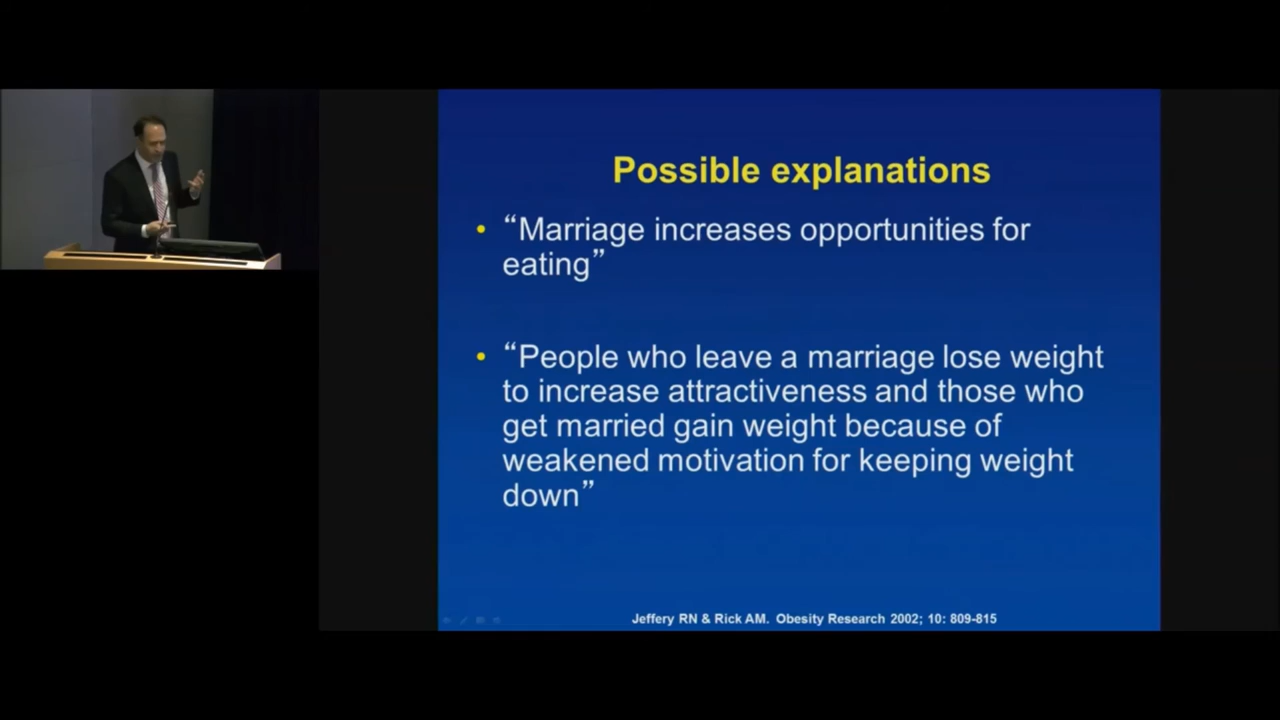 Possible explanations
• “Marriage increases opportunities for
eating”
• “People who leave a marriage lose weight
to increase attractiveness and those who
get married gain weight because of
weakened motivation for keeping weight
down”
Jeffery RN & Rick AM. Obesity Research 2002; 10: 809-815